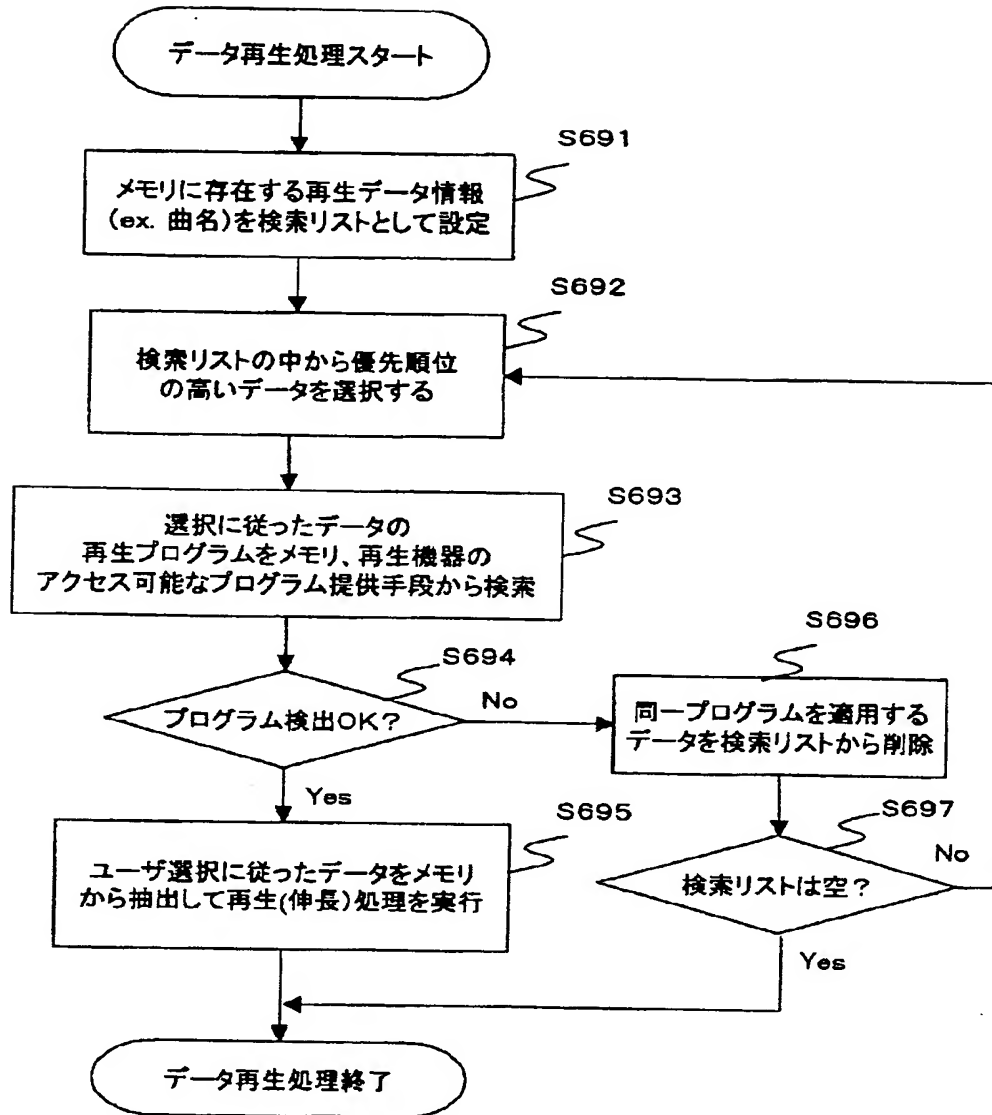 データ再生処理スタート
S691
メモリに存在する再生データ情報
(ex. 曲名)を検索リストとして設定
S692
検索リストの中から優先順位
の高いデータを選択する
S693
選択に従ったデータの
再生プログラムをメモリ、再生機器の
アクセス可能なプログラム提供手段から検索
S694
プログラム検出OK?
No
Yes
S696
同一プログラムを適用する
データを検索リストから削除
S695
ユーザ選択に従ったデータをメモリ
から抽出して再生(伸長)処理を実行
S697
検索リストは空?
No
Yes
データ再生処理終了